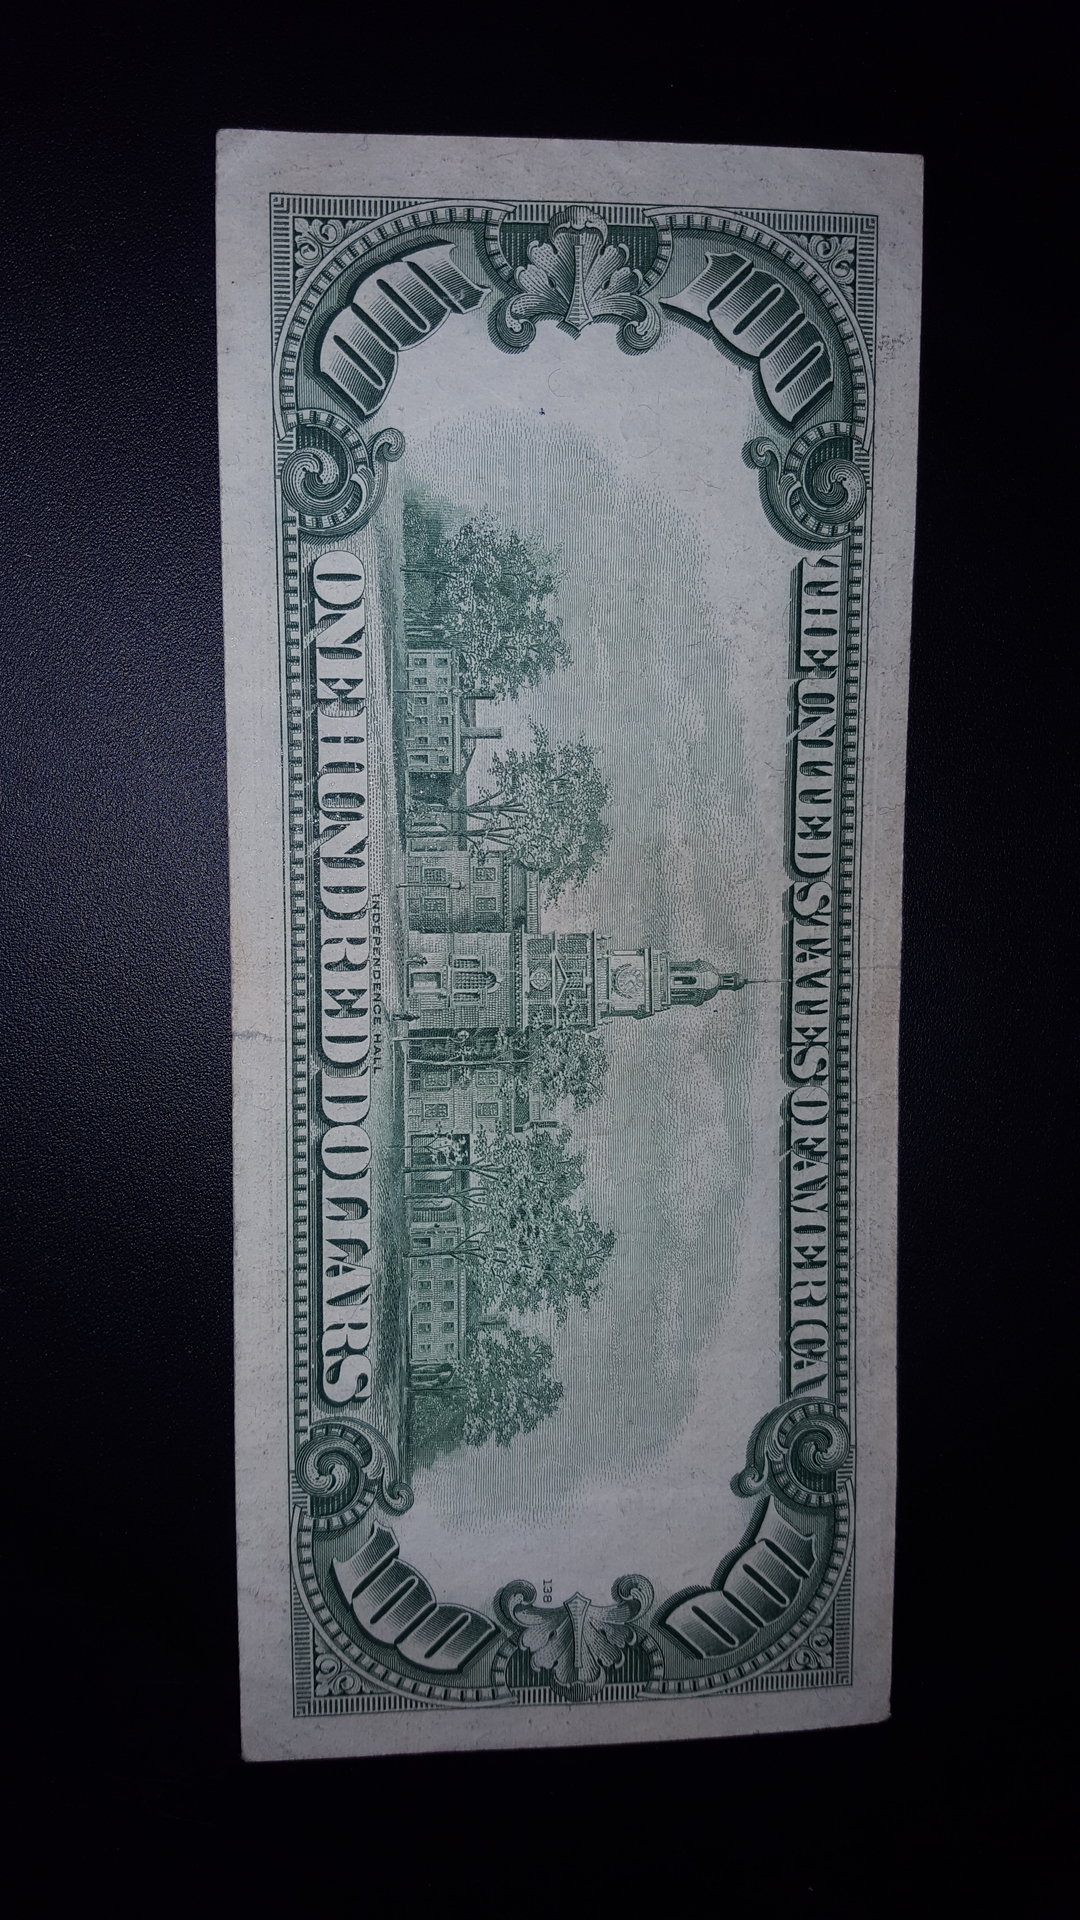 100 100
THE UNITED STATES OF AMERICA
138
INDEPENDENCE HALL
ONE HUNDRED DOLLARS
100 100